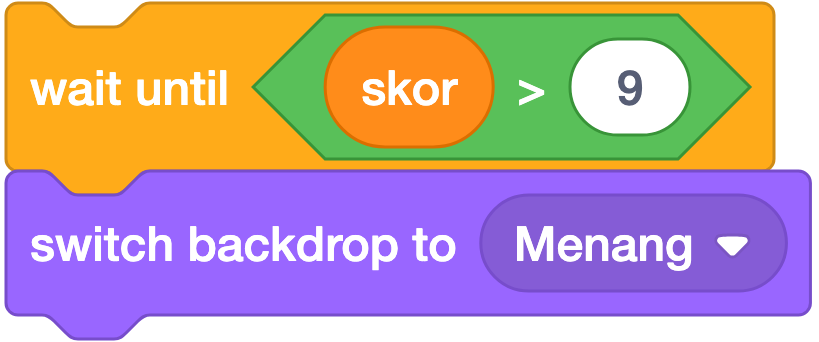 wait until skor > 9
switch backdrop to Menang